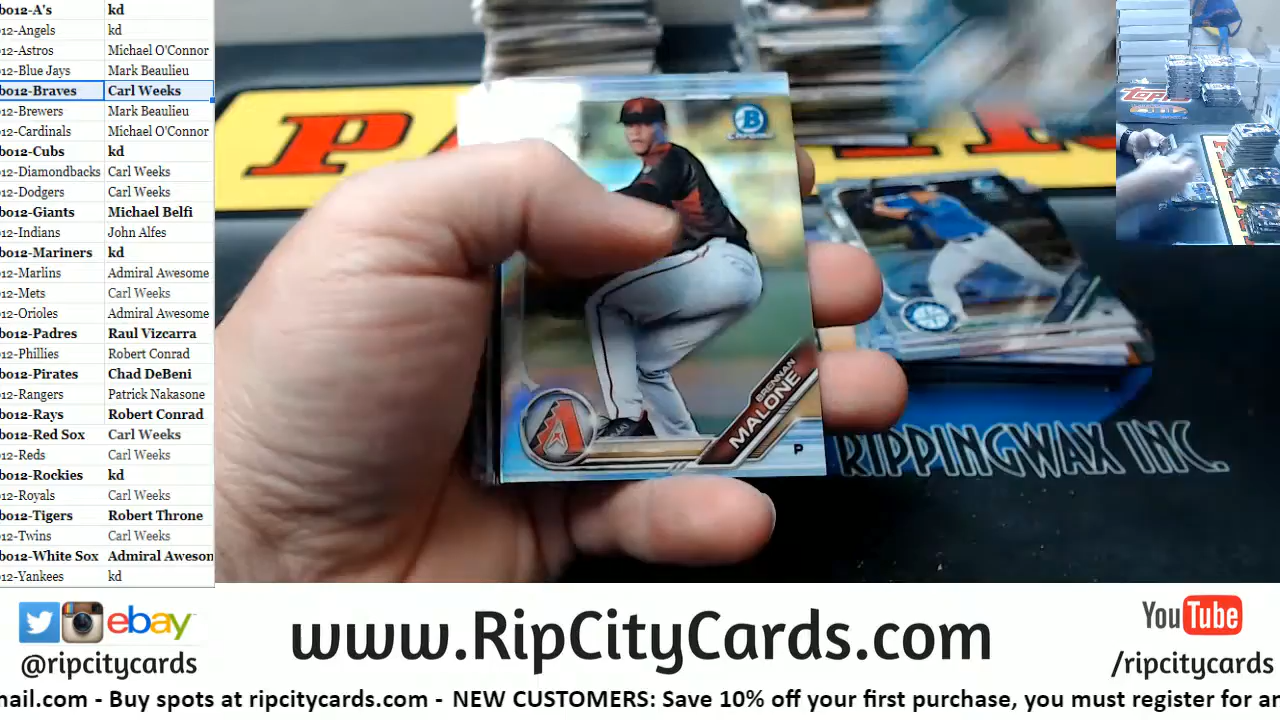 bo12-A's kd
12-Angels kd
12-Astros Michael O'Connor
12-Blue Jays Mark Beaulieu
bo12-Braves Carl Weeks
12-Brewers Mark Beaulieu
12-Cardinals Michael O'Connor
bo12-Cubs kd
12-Diamondbacks Carl Weeks
12-Dodgers Carl Weeks
bo12-Giants Michael Belfi
12-Indians John Alfes
bo12-Mariners kd
12-Marlins Admiral Awesome
12-Mets Carl Weeks
12-Orioles Admiral Awesome
bo12-Padres Raul Vizcarra
12-Phillies Robert Conrad
bo12-Pirates Chad DeBeni
12-Rangers Patrick Nakasone
bo12-Rays Robert Conrad
bo12-Red Sox Carl Weeks
12-Reds Carl Weeks
bo12-Rockies kd
12-Royals Carl Weeks
bo12-Tigers Robert Throne
12-Twins Carl Weeks
bo12-White Sox Admiral Awesom
12-Yankees kd
B
BRENNAN
MALONE
P
RIPPINGWAX INC.
TOPPS
ebay
@ripcitycards
www.RipCityCards.com
YouTube
/ripcitycards
mail.com - Buy spots at ripcitycards.com - NEW CUSTOMERS: Save 10% off your first purchase, you must register for an